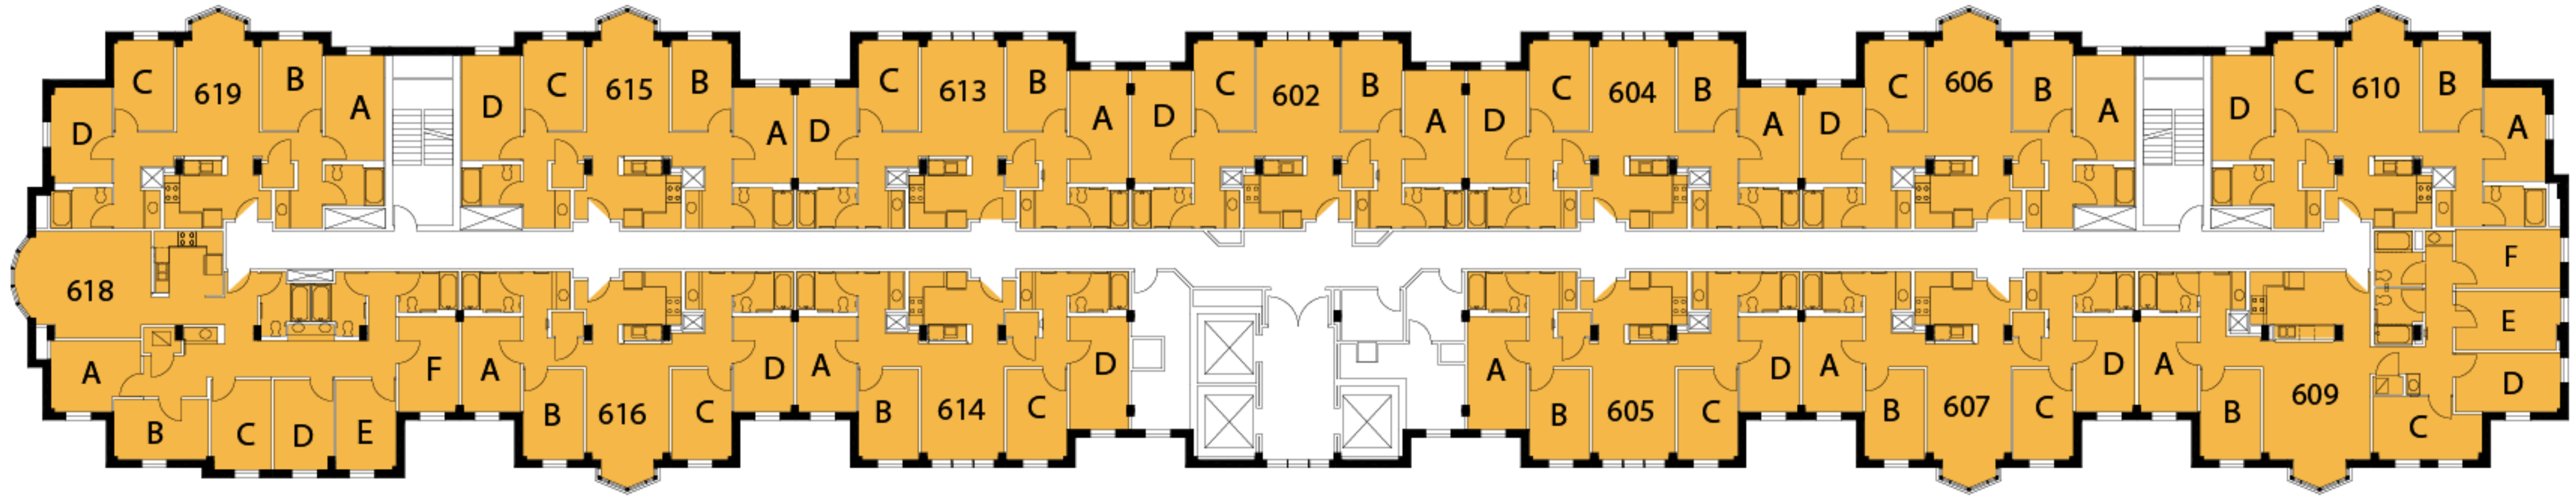 C 619 B
D A
D C 615 B A
D C 613 B A
D C 602 B A
D C 604 B A
D C 606 B A
D C 610 B A
618
A B C D E F
A B 616 C D
A B 614 C D
A B 605 C D
A B 607 C D
A B 609 C D E F